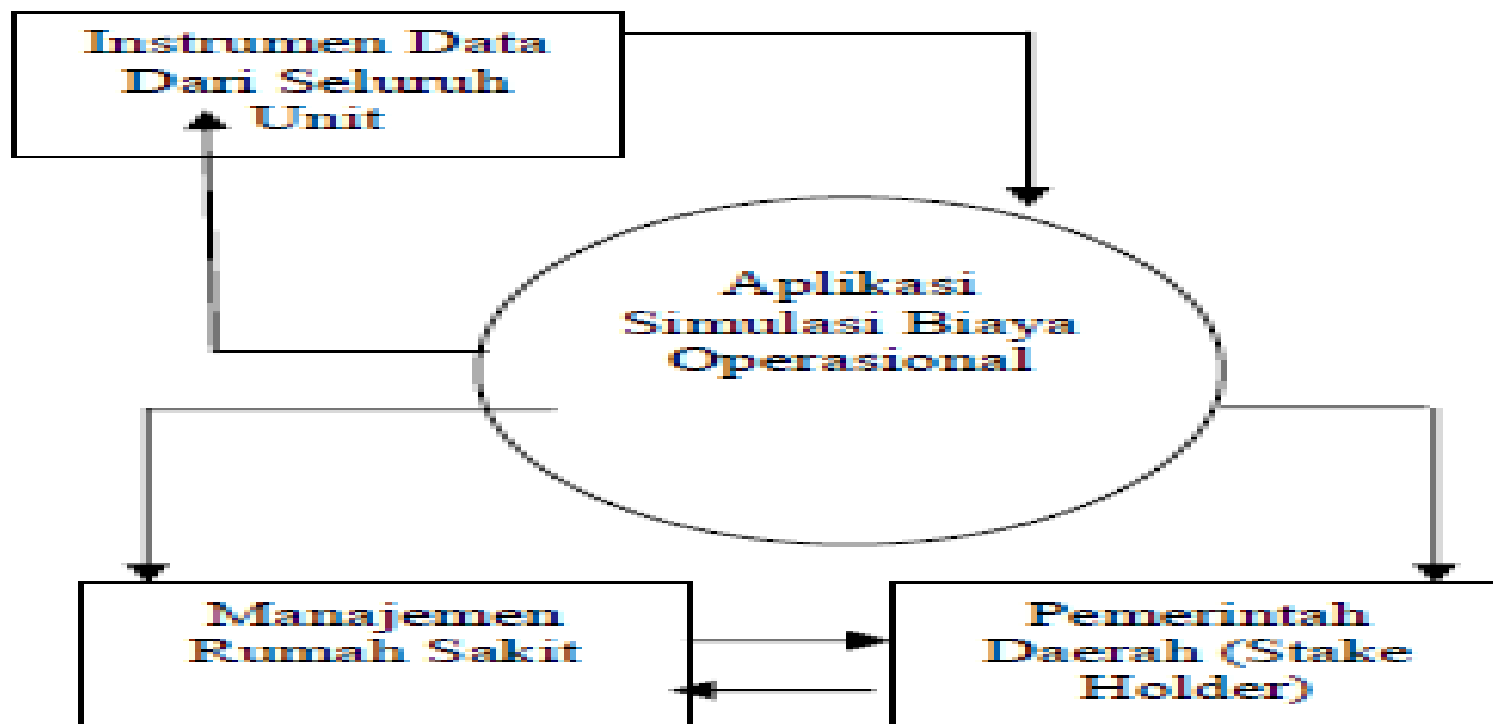 Instrumen Data
Dari Seluruh
Unit
Aplikasi
Simulasi Biaya
Operasional
Manajemen
Rumah Sakit
Pemerintah
Daerah (Stake
Holder)